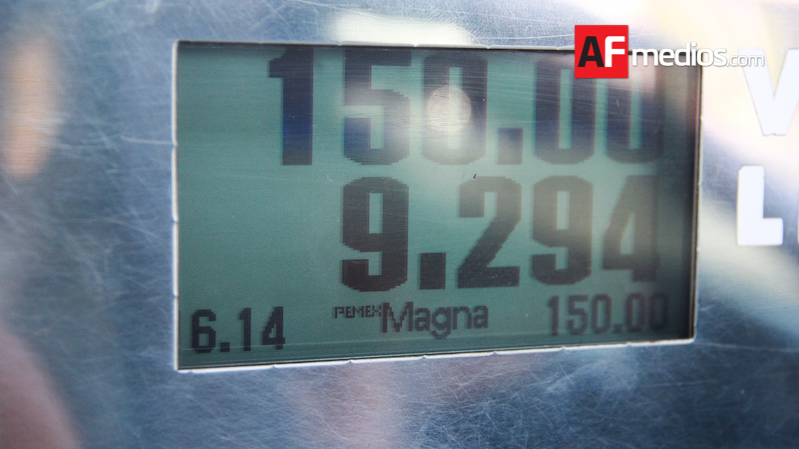 AFmedios.com
150.00
9.294
6.14 PEMEX Magna 150.00
V
L